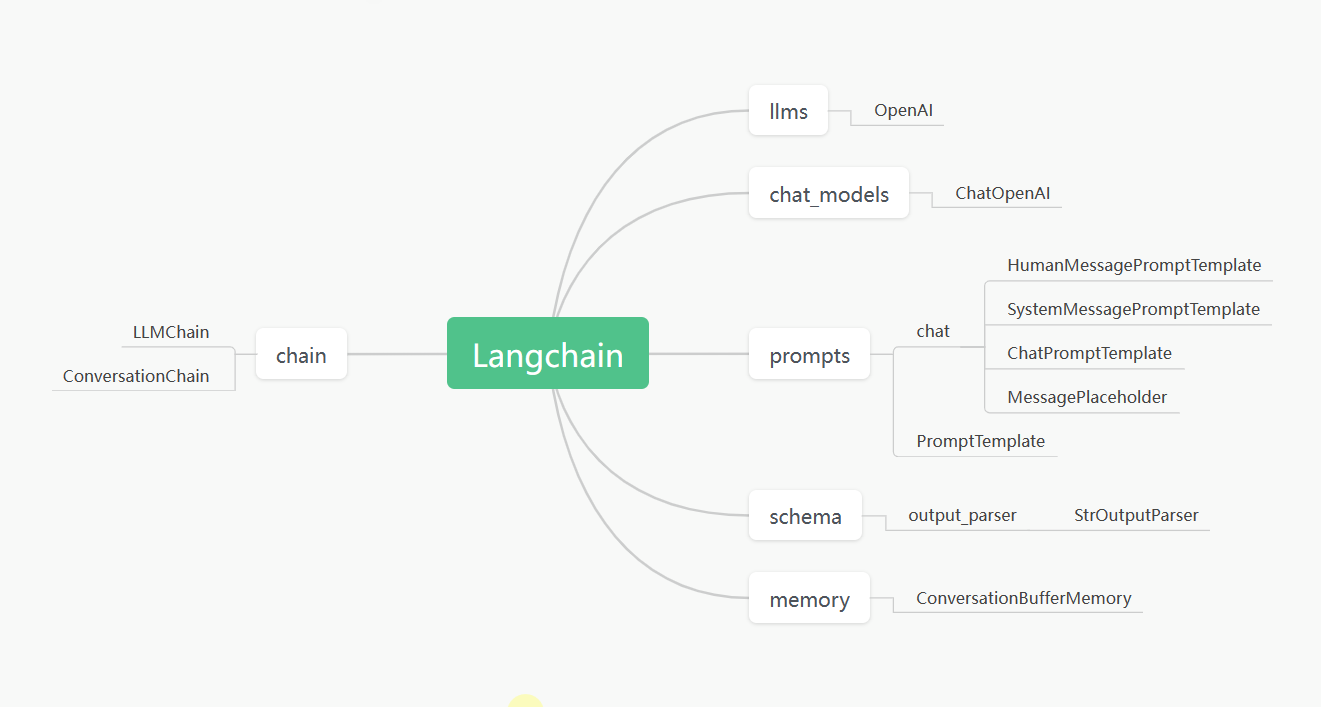 llms
OpenAI
chat_models
ChatOpenAI
HumanMessagePromptTemplate
SystemMessagePromptTemplate
chat
ChatPromptTemplate
MessagePlaceholder
prompts
PromptTemplate
Langchain
chain
LLMChain
ConversationChain
schema
output_parser
StrOutputParser
memory
ConversationBufferMemory